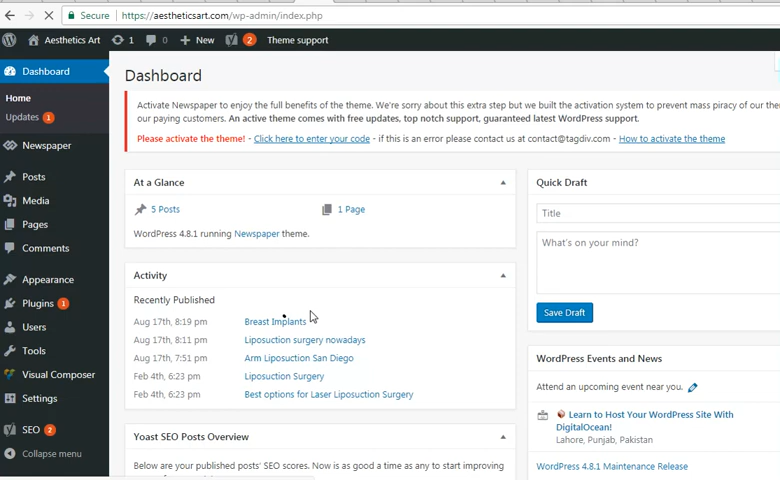 Secure https://aestheticsart.com/wp-admin/index.php
Aesthetics Art 1 0 New 2 Theme support
Dashboard
Home
Updates 1
Newspaper
Posts
Media
Pages
Comments
Appearance
Plugins 1
Users
Tools
Visual Composer
Settings
SEO 2
Collapse menu
Dashboard
Activate Newspaper to enjoy the full benefits of the theme. We're sorry about this extra step but we built the activation system to prevent mass piracy of our
our paying customers. An active theme comes with free updates, top notch support, guaranteed latest WordPress support.
Please activate the theme! - Click here to enter your code - if this is an error please contact us at contact@tagdiv.com - How to activate the theme
At a Glance
5 Posts 1 Page
WordPress 4.8.1 running Newspaper theme.
Activity
Recently Published
Aug 17th, 8:19 pm Breast Implants
Aug 17th, 8:11 pm Liposuction surgery nowadays
Aug 17th, 7:51 pm Arm Liposuction San Diego
Feb 4th, 6:23 pm Liposuction Surgery
Feb 4th, 6:23 pm Best options for Laser Liposuction Surgery
Yoast SEO Posts Overview
Below are your published posts' SEO scores. Now is as good a time as any to start improving
Quick Draft
Title
What's on your mind?
Save Draft
WordPress Events and News
Attend an upcoming event near you.
Learn to Host Your WordPress Site With
DigitalOcean!
Lahore, Punjab, Pakistan
WordPress 4.8.1 Maintenance Release